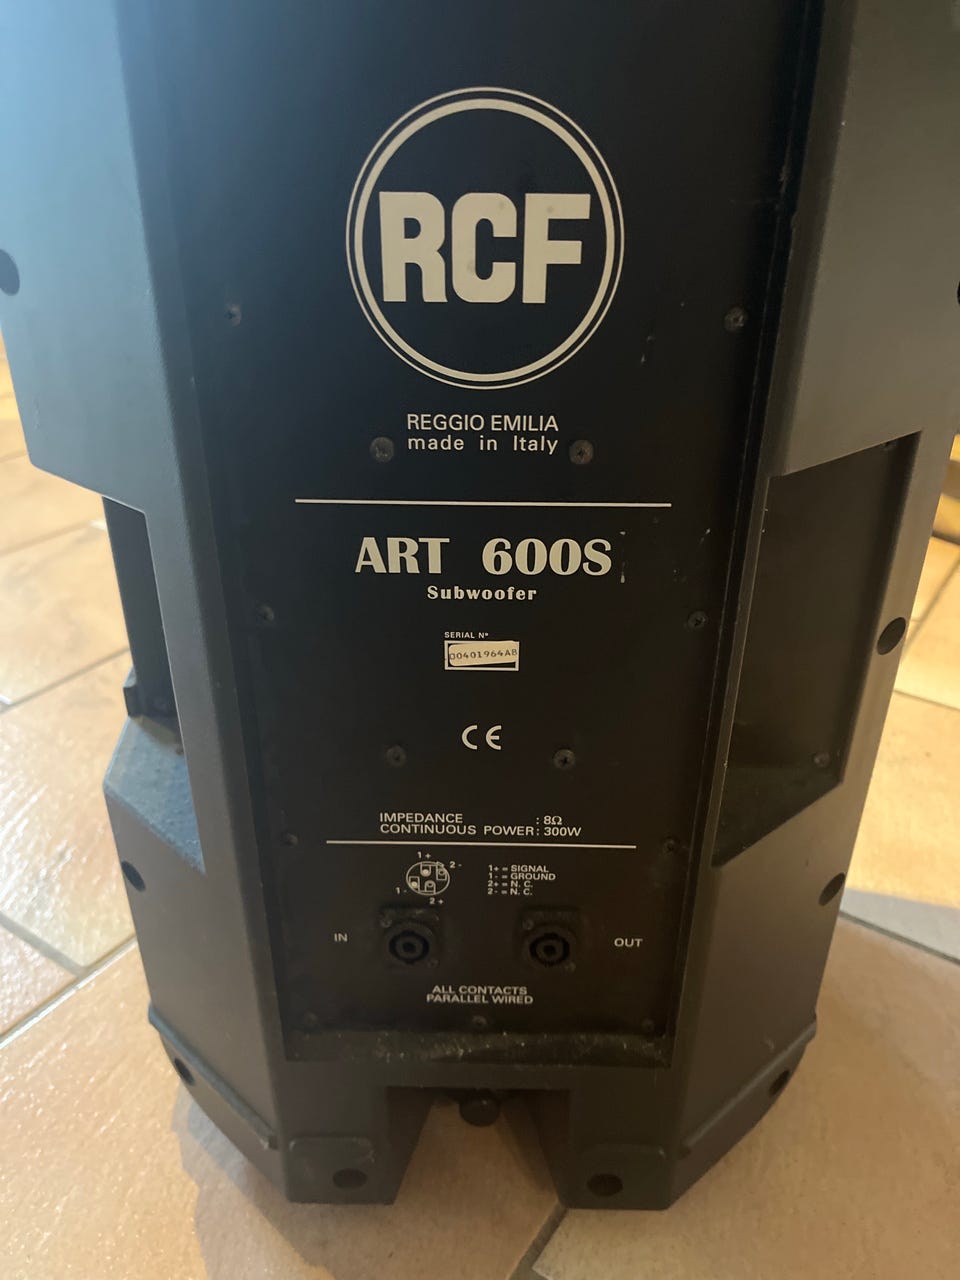 RCF
REGGIO EMILIA
made in Italy
ART 600S
Subwoofer
SERIAL Nº
00401964AB
CE
IMPEDANCE : 8Ω
CONTINUOUS POWER : 300W
1+
2-
1-
2+
1+ = SIGNAL
1- = GROUND
2+ = N. C.
2- = N. C.
IN
OUT
ALL CONTACTS
PARALLEL WIRED